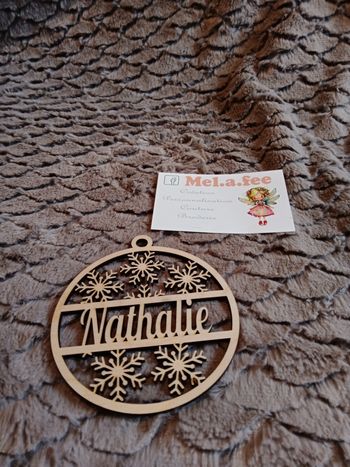 Mel.a.fee
Création
Personnalisation
Couture
Broderie
Nathalie